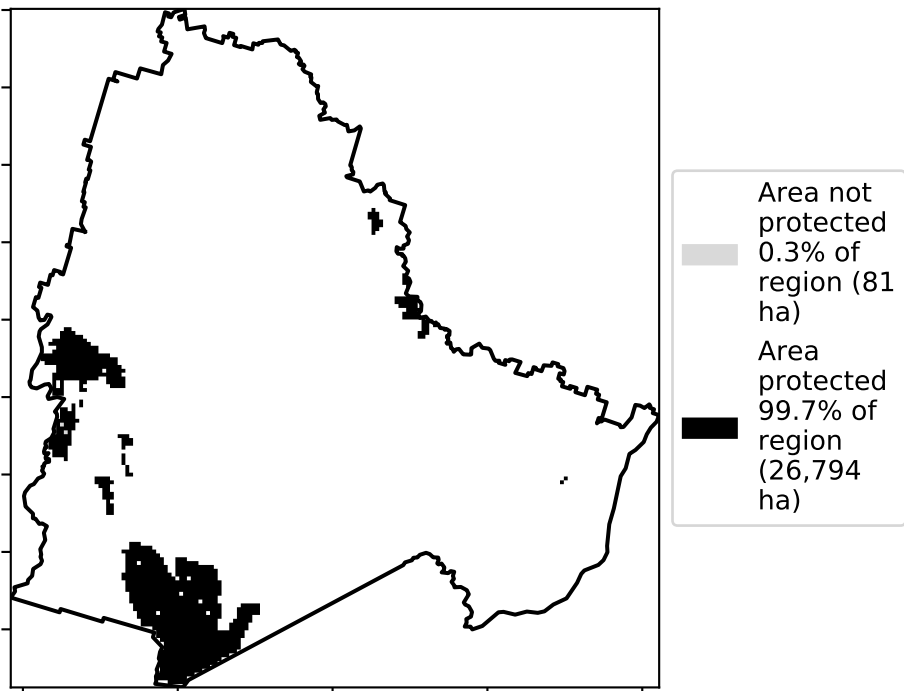 Area not
protected
0.3% of
region (81
ha)
Area
protected
99.7% of
region
(26,794
ha)